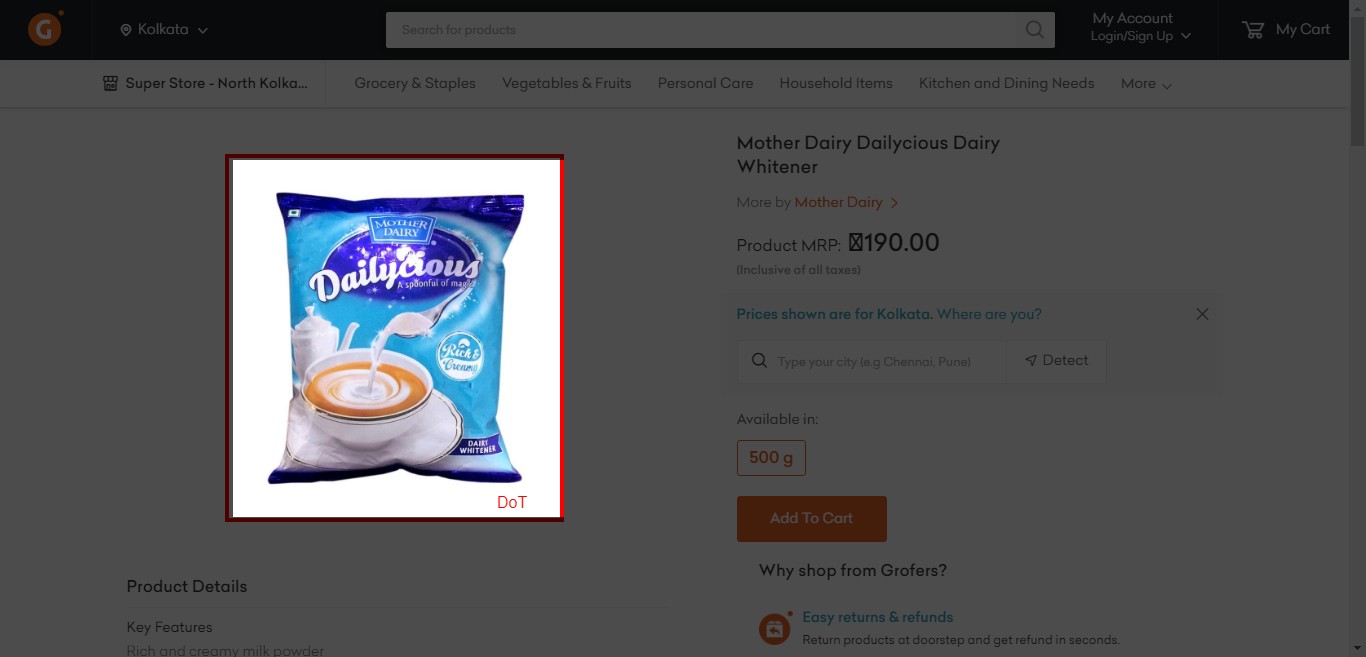 G
Kolkata
Search for products
My Account
Login/Sign Up
My Cart
Super Store - North Kolka...
Grocery & Staples
Vegetables & Fruits
Personal Care
Household Items
Kitchen and Dining Needs
More
Mother Dairy Dailycious Dairy
Whitener
More by Mother Dairy
Product MRP: 190.00
(Inclusive of all taxes)
Prices shown are for Kolkata. Where are you?
Type your city (e.g Chennai, Pune)
Detect
Available in:
500 g
Add To Cart
Why shop from Grofers?
Easy returns & refunds
Return products at doorstep and get refund in seconds.
MOTHER
DAIRY
Dailycious
A spoonful of magic
Rich &
Creamy
DAIRY
WHITENER
DoT
Product Details
Key Features
Rich and creamy milk powder